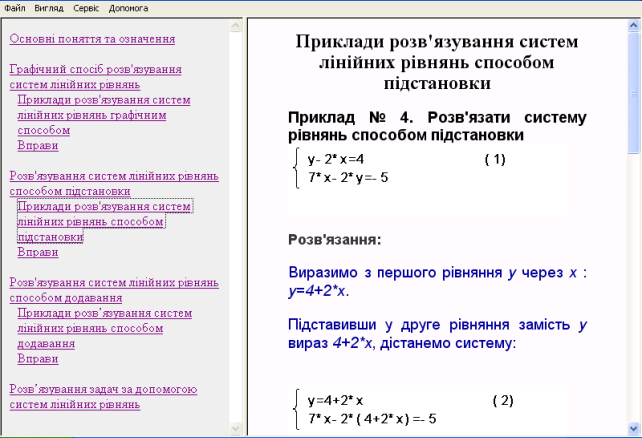 Файл Вигляд Сервіс Допомога
Основні поняття та означення
Графічний спосіб розв'язування
систем лінійних рівнянь
Приклади розв'язування систем
лінійних рівнянь графічним
способом
Вправи
Розв'язування систем лінійних рівнянь
способом підстановки
Приклади розв'язування систем
лінійних рівнянь способом
підстановки
Вправи
Розв'язування систем лінійних рівнянь
способом додавання
Приклади розв’язування систем
лінійних рівнянь способом
додавання
Вправи
Розв’язування задач за допомогою
систем лінійних рівнянь
Приклади розв'язування систем
лінійних рівнянь способом
підстановки
Приклад № 4. Розв'язати систему
рівнянь способом підстановки
y- 2* x=4 ( 1)
7* x- 2* y=- 5
Розв'язання:
Виразимо з першого рівняння y через x :
y=4+2*x.
Підставивши у друге рівняння замість y
вираз 4+2*x, дістанемо систему:
y=4+2* x ( 2)
7* x- 2* ( 4+2* x ) =- 5